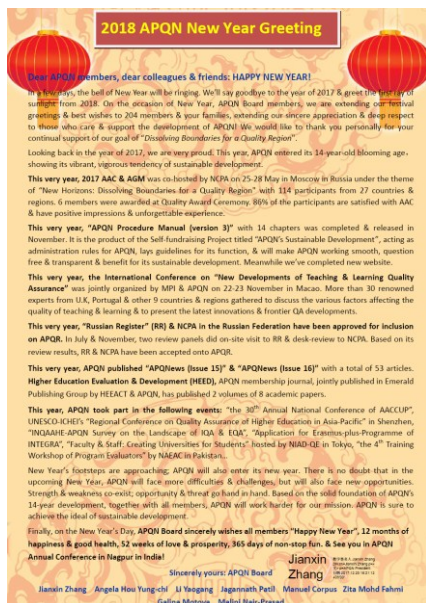 2018 APQN New Year Greeting
Dear APQN members, dear colleagues & friends: HAPPY NEW YEAR!
In a few days, the bell of New Year will be ringing. We'll say goodbye to the year of 2017 & greet the first ray of
sunlight from 2018. On the occasion of New Year, APQN Board members, we are extending our festival
greetings & best wishes to 204 members & your families, extending our sincere appreciation & deep respect
to those who care & support the development of APQN! We would like to thank you personally for your
continual support of our goal of "Dissolving Boundaries for a Quality Region".
Looking back in the year of 2017, we are very proud. This year, APQN entered its 14-year-old blooming age,
showing its vibrant, vigorous tendency of sustainable development.
This very year, 2017 AAC & AGM was co-hosted by NCPA on 25-28 May in Moscow in Russia under the theme
of "New Horizons: Dissolving Boundaries for a Quality Region" with 114 participants from 27 countries &
regions. 6 members were awarded at Quality Award Ceremony. 86% of the participants are satisfied with AAC
& have positive impressions & unforgettable experience.
This very year, "APQN Procedure Manual (version 3)" with 14 chapters was completed & released in
November. It is the product of the Self-fundraising Project titled "APQN's Sustainable Development", acting as
administration rules for APQN, lays guidelines for its function, & will make APQN working smooth, question
free & transparent & benefit for its sustainable development. Meanwhile we've completed new website.
This very year, the International Conference on "New Developments of Teaching & Learning Quality
Assurance" was jointly organized by MPI & APQN on 22-23 November in Macao. More than 30 renowned
experts from U.K, Portugal & other 9 countries & regions gathered to discuss the various factors affecting the
quality of teaching & learning & to present the latest innovations & frontier QA developments.
This very year, "Russian Register" (RR) & NCPA in the Russian Federation have been approved for inclusion
on APQR. In July & November, two review panels did on-site visit to RR & desk-review to NCPA. Based on its
review results, RR & NCPA have been accepted onto APQR.
This very year, APQN published "APQNews (Issue 15)" & "APQNews (Issue 16)" with a total of 53 articles.
Higher Education Evaluation & Development (HEED), APQN membership journal, jointly published in Emerald
Publishing Group by HEEACT & APQN, has published 2 volumes of 8 academic papers.
This year, APQN took part in the following events: "the 30th Annual National Conference of AACCUP",
UNESCO-ICHEI's "Regional Conference on Quality Assurance of Higher Education in Asia-Pacific" in Shenzhen,
"INQAAHE-APQN Survey on the Landscape of IQA & EQA", "Application for Erasmus-plus-Programme of
INTEGRA", "Faculty & Staff: Creating Universities for Students" hosted by NIAD-QE in Tokyo, "the 4th Training
Workshop of Program Evaluators" by NAEAC in Pakistan...
New Year's footsteps are approaching; APQN will also enter its new year. There is no doubt that in the
upcoming New Year, APQN will face more difficulties & challenges, but will also face new opportunities.
Strength & weakness co-exist; opportunity & threat go hand in hand. Based on the solid foundation of APQN's
14-year development, together with all members, APQN will work harder for our mission. APQN is sure to
achieve the ideal of sustainable development.
Finally, on the New Year's Day, APQN Board sincerely wishes all members "Happy New Year", 12 months of
happiness & good health, 52 weeks of love & prosperity, 365 days of non-stop fun. & See you in APQN
Annual Conference in Nagpur in India!
Jianxin
Zhang
Sincerely yours: APQN Board
Jianxin Zhang Angela Hou Yung-chi Li Yaogang Jagannath Patil Manuel Corpus Zita Mohd Fahmi
Galina Motova Malini Nair-Prasad